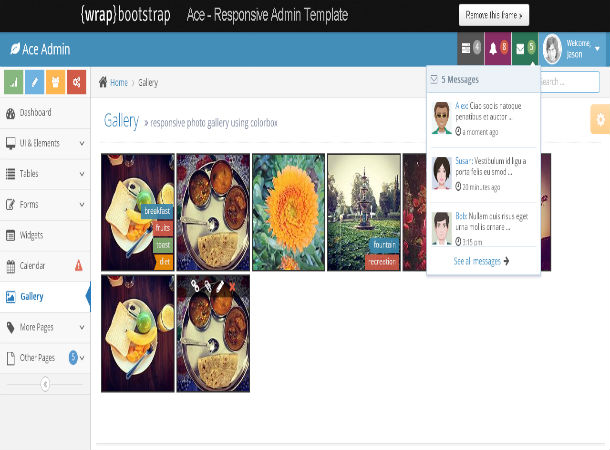 {wrap}bootstrap
Ace - Responsive Admin Template
Remove this frame
Ace Admin
4
8
5
Welcome,
Jason
5 Messages
Home
Gallery
Search ...
Dashboard
UI & Elements
Tables
Forms
Widgets
Calendar
Gallery
More Pages
Other Pages 5
Gallery » responsive photo gallery using colorbox
breakfast
fruits
toast
diet
fountain
recreation
Alex: Ciao sociis natoque
penatibus et auctor ...
a moment ago
Susan: Vestibulum id ligula
porta felis euismod ...
20 minutes ago
Bob: Nullam quis risus eget
urna mollis ornare ...
3:15 pm
See all messages